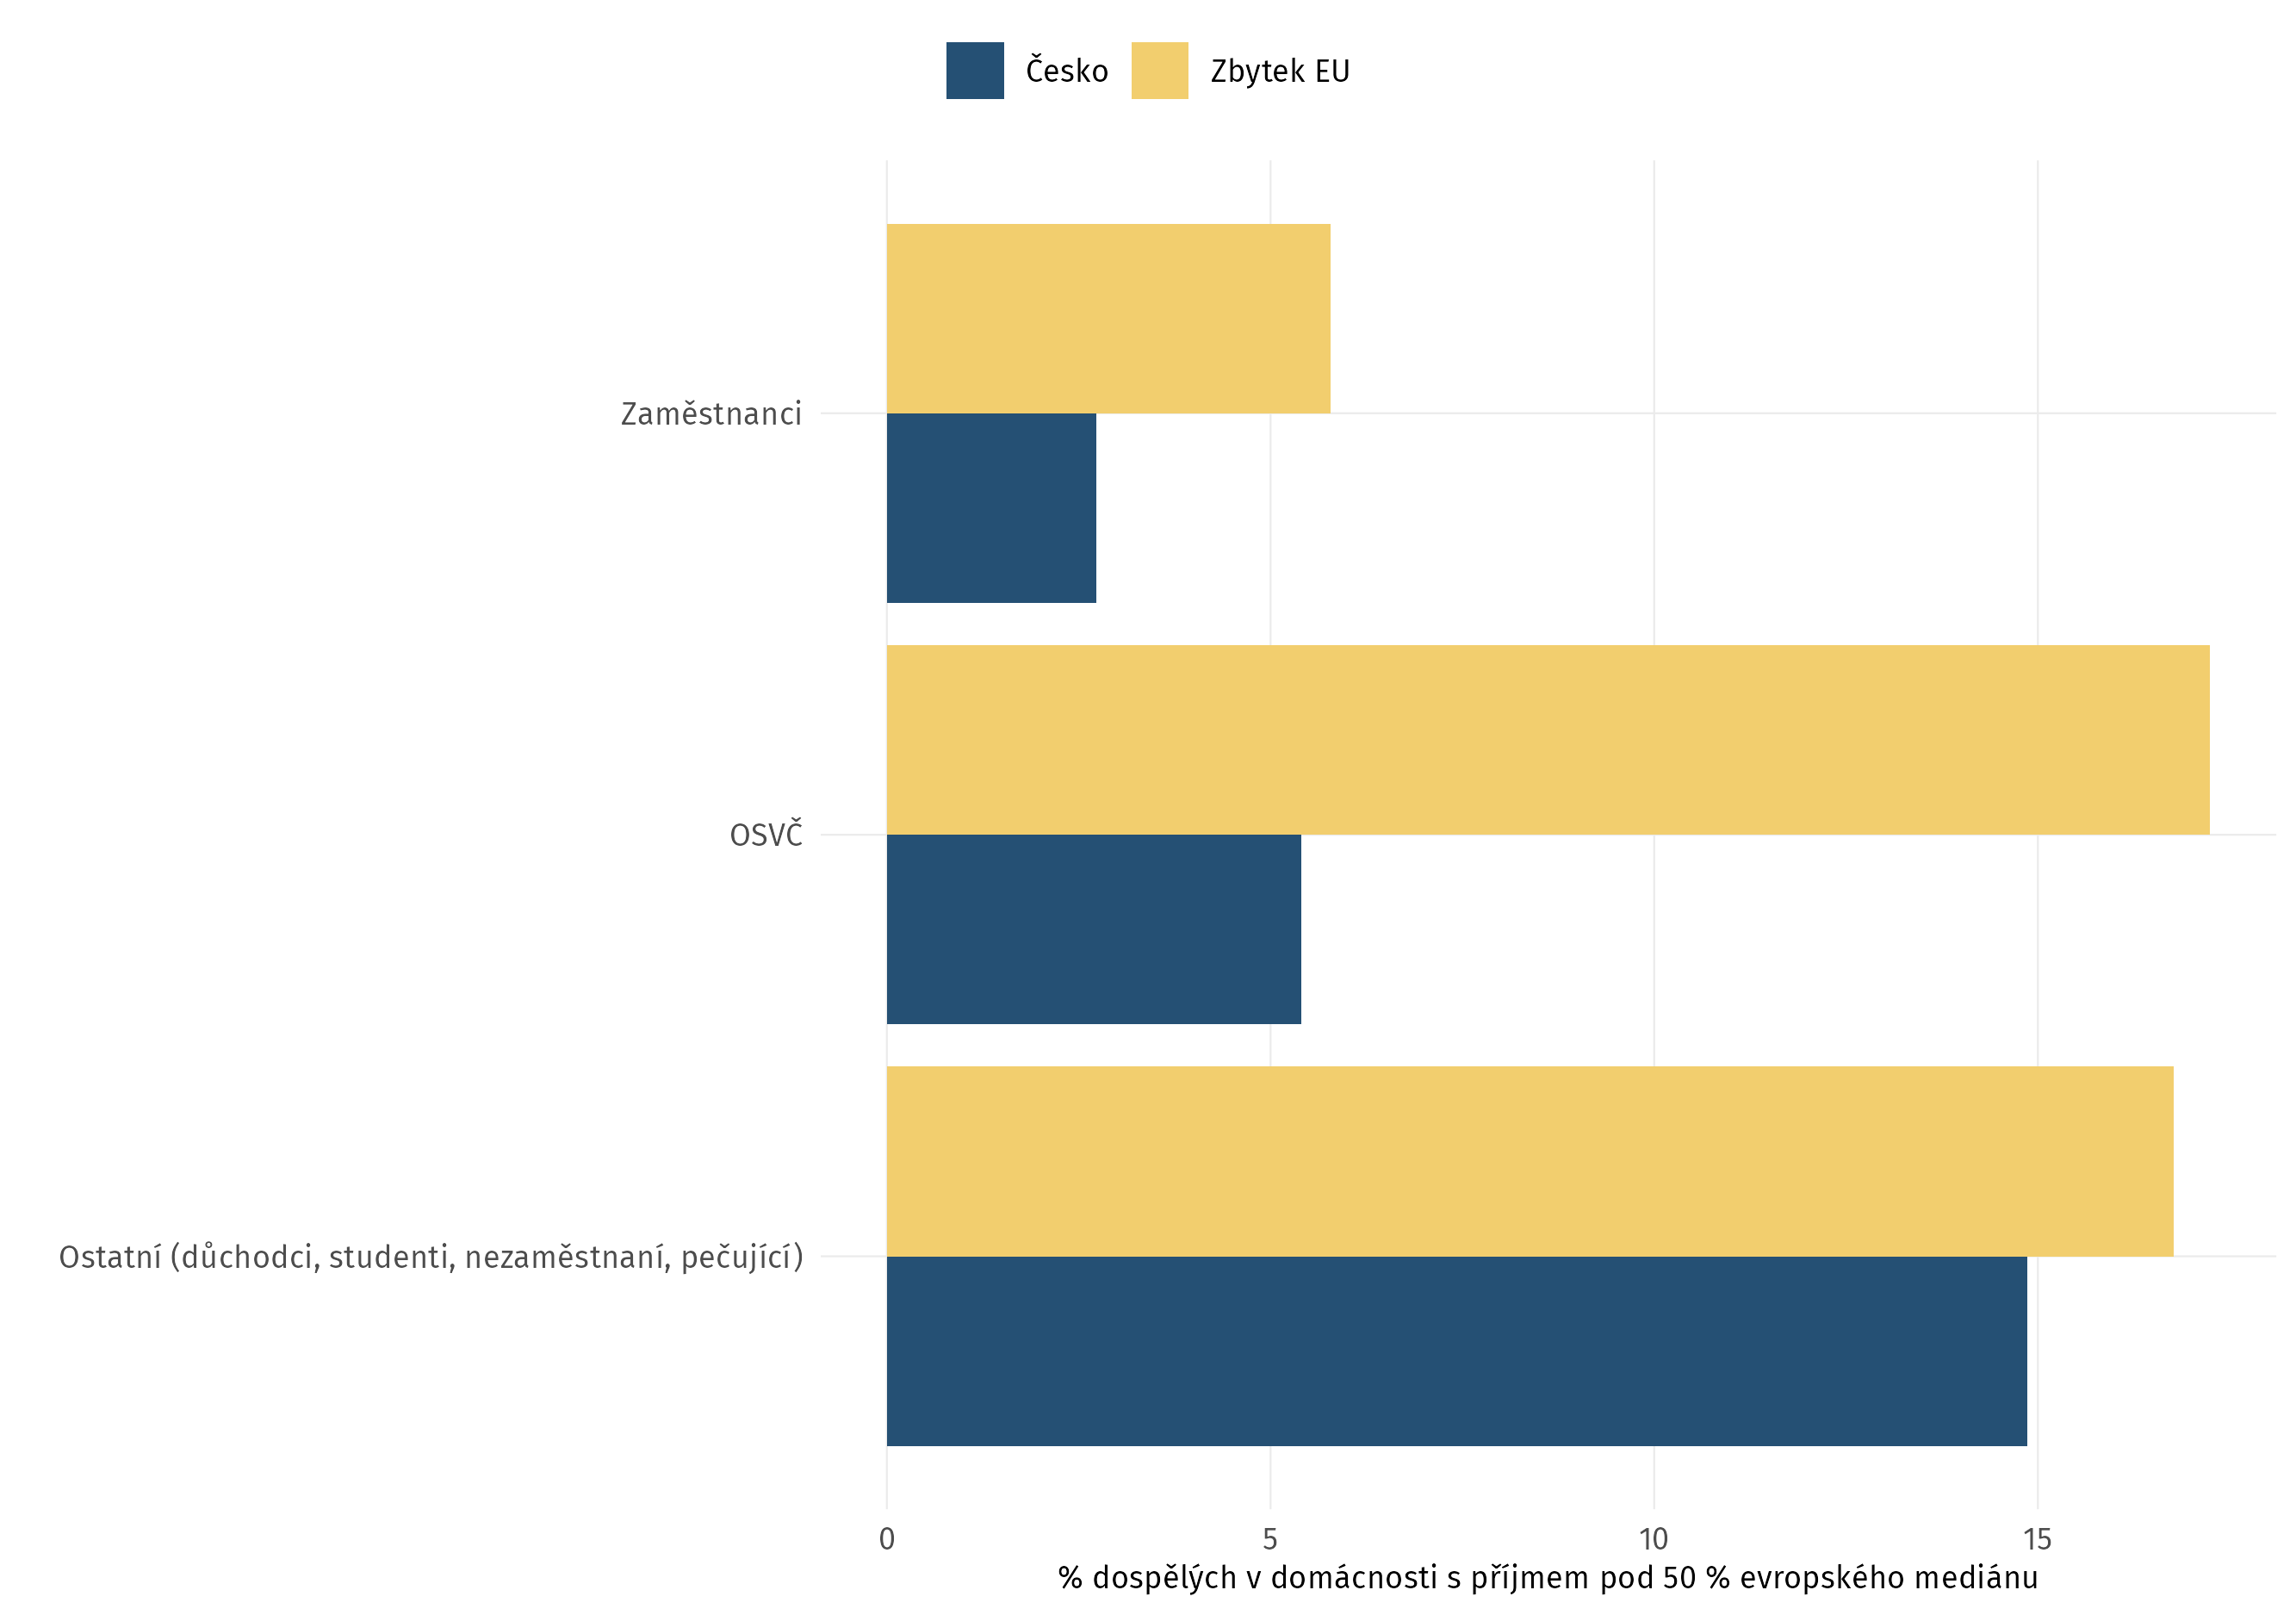 Česko Zbytek EU
Zaměstnanci
OSVČ
Ostatní (důchodci, studenti, nezaměstnaní, pečující)
0 5 10 15
% dospělých v domácnosti s příjmem pod 50 % evropského mediánu